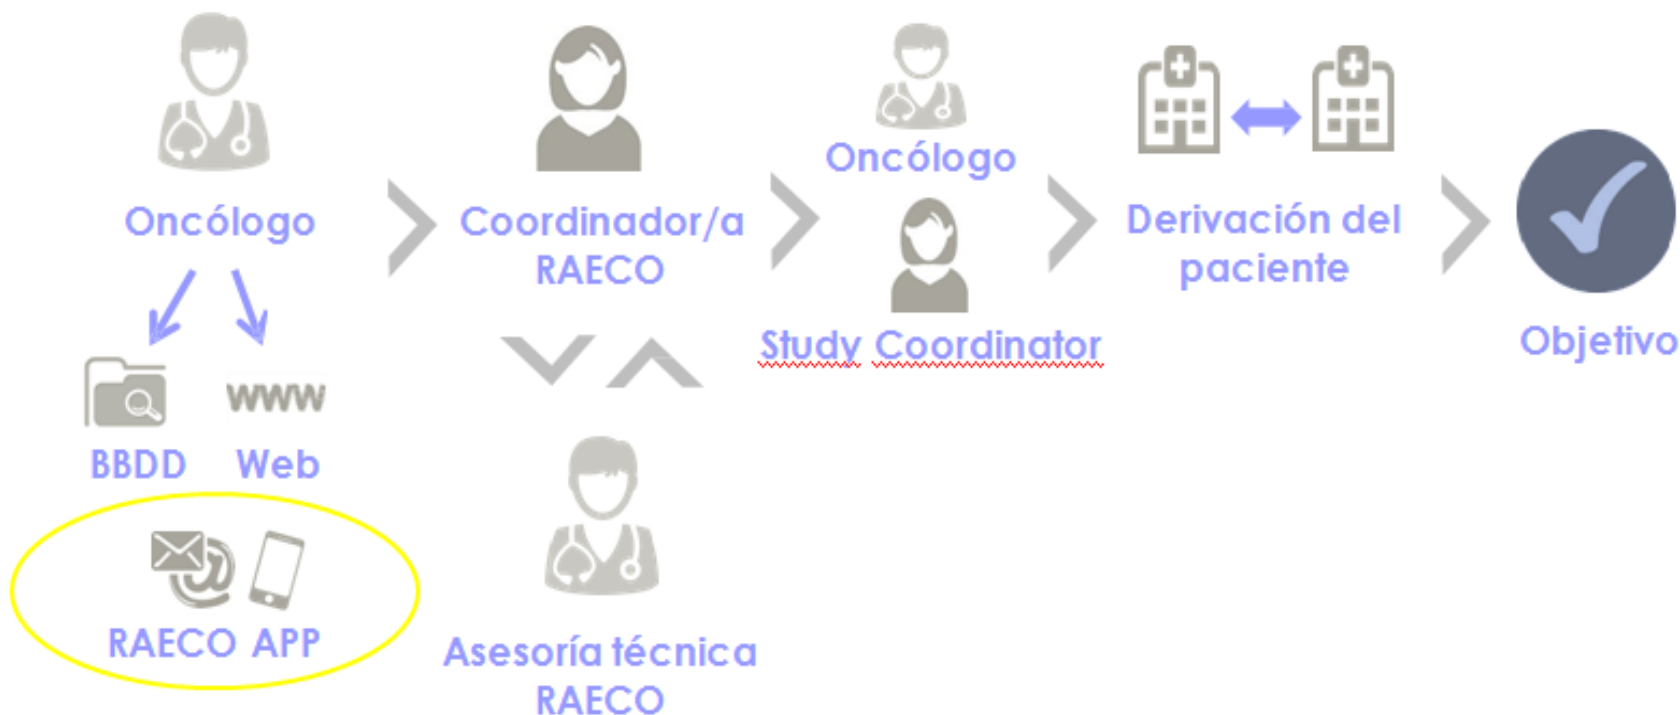 Oncólogo
BBDD
www
Web
@
RAECO APP
Coordinador/a
RAECO
Asesoría técnica
RAECO
Oncólogo
Study Coordinator
Derivación del
paciente
Objetivo